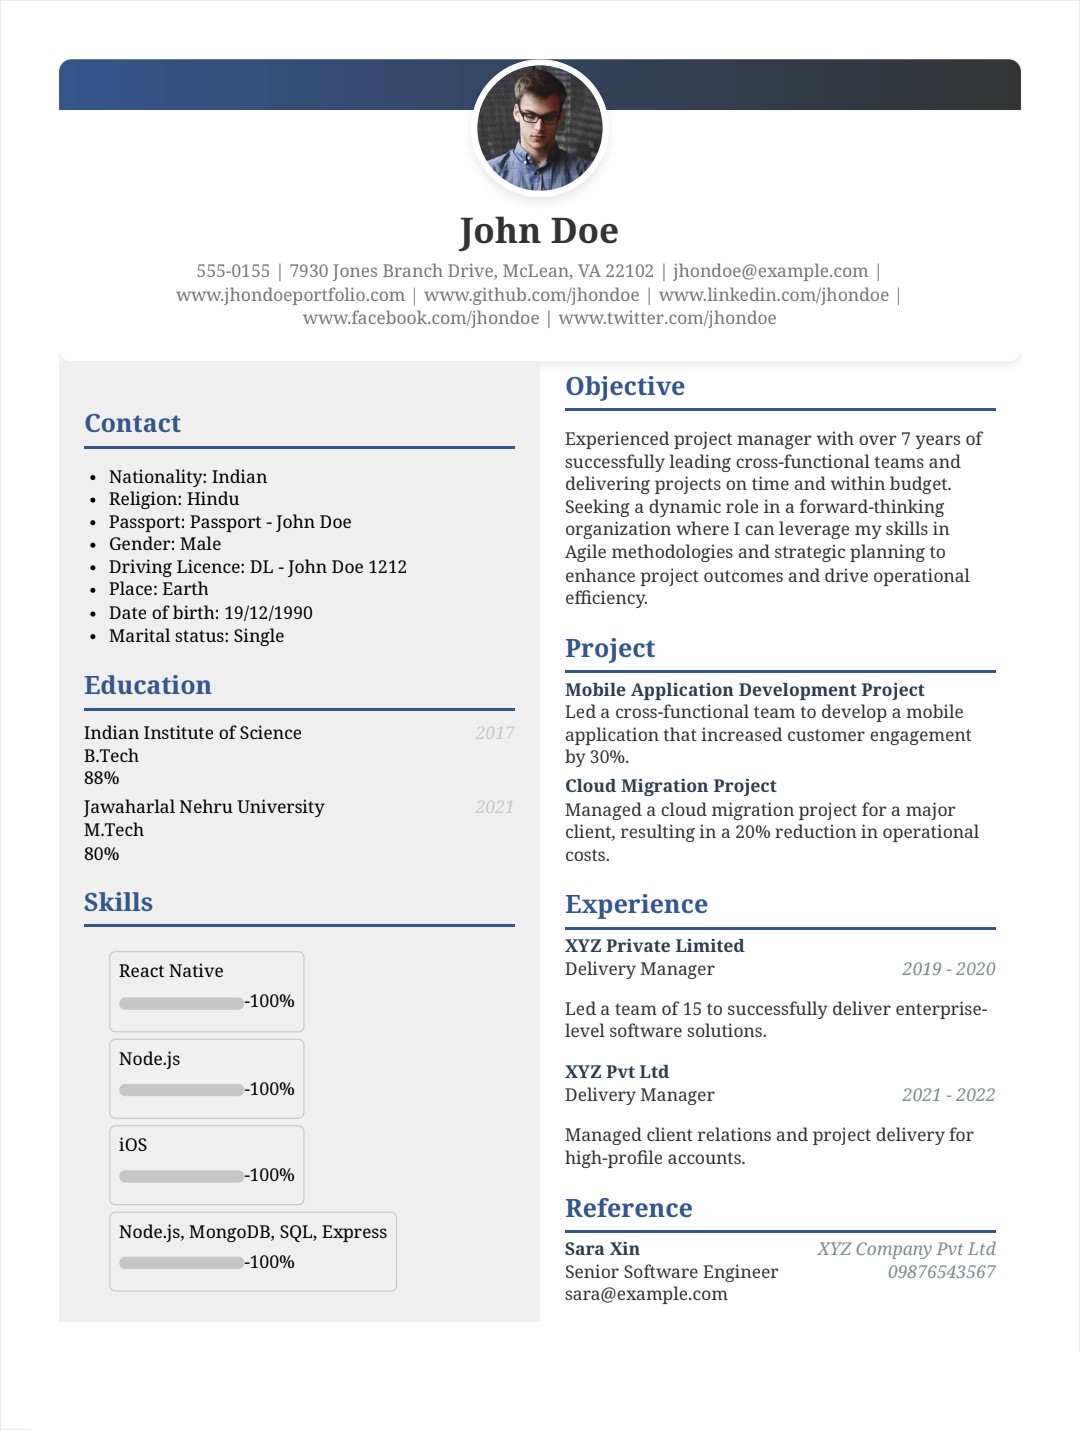 John Doe
555-0155 | 7930 Jones Branch Drive, McLean, VA 22102 | jhondoe@example.com |
www.jhondoeportfolio.com | www.github.com/jhondoe | www.linkedin.com/jhondoe |
www.facebook.com/jhondoe | www.twitter.com/jhondoe
Contact
• Nationality: Indian
• Religion: Hindu
• Passport: Passport - John Doe
• Gender: Male
• Driving Licence: DL - John Doe 1212
• Place: Earth
• Date of birth: 19/12/1990
• Marital status: Single
Education
Indian Institute of Science 2017
B.Tech
88%
Jawaharlal Nehru University 2021
M.Tech
80%
Skills
React Native
-100%
Node.js
-100%
iOS
-100%
Node.js, MongoDB, SQL, Express
-100%
Objective
Experienced project manager with over 7 years of
successfully leading cross-functional teams and
delivering projects on time and within budget.
Seeking a dynamic role in a forward-thinking
organization where I can leverage my skills in
Agile methodologies and strategic planning to
enhance project outcomes and drive operational
efficiency.
Project
Mobile Application Development Project
Led a cross-functional team to develop a mobile
application that increased customer engagement
by 30%.
Cloud Migration Project
Managed a cloud migration project for a major
client, resulting in a 20% reduction in operational
costs.
Experience
XYZ Private Limited
Delivery Manager 2019 - 2020
Led a team of 15 to successfully deliver enterprise-
level software solutions.
XYZ Pvt Ltd
Delivery Manager 2021 - 2022
Managed client relations and project delivery for
high-profile accounts.
Reference
Sara Xin XYZ Company Pvt Ltd
Senior Software Engineer 09876543567
sara@example.com